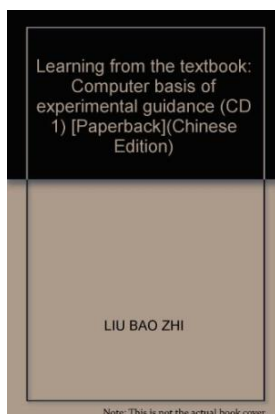 Learning from the textbook:
Computer basis of
experimental guidance (CD
1) [Paperback](Chinese
Edition)
LIU BAO ZHI
Note: This is not the actual book cover